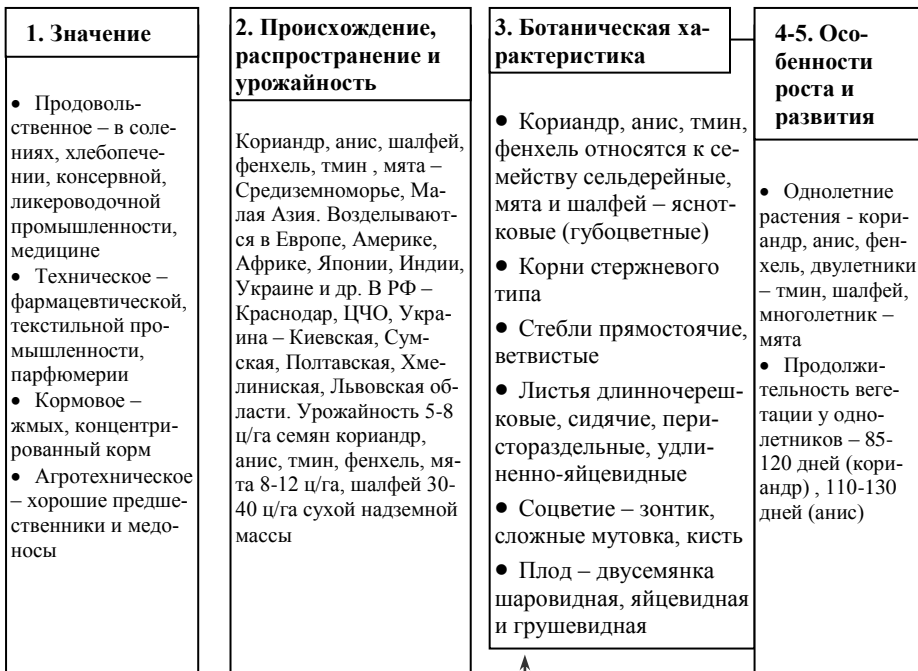 1. Значение
• Продоволь-
ственное – в соле-
ниях, хлебопече-
нии, консервной,
ликероводочной
промышленности,
медицине
• Техническое –
фармацевтической,
текстильной про-
мышленности,
парфюмерии
• Кормовое –
жмых, концентри-
рованный корм
• Агротехническое
– хорошие предше-
ственники и медо-
носы
2. Происхождение,
распространение и
урожайность
Кориандр, анис, шалфей,
фенхель, тмин , мята –
Средиземноморье, Ма-
лая Азия. Возделывают-
ся в Европе, Америке,
Африке, Японии, Индии,
Украине и др. В РФ –
Краснодар, ЦЧО, Укра-
ина – Киевская, Сум-
ская, Полтавская, Хме-
линиская, Львовская об-
ласти. Урожайность 5-8
ц/га семян кориандр,
анис, тмин, фенхель, мя-
та 8-12 ц/га, шалфей 30-
40 ц/га сухой надземной
массы
3. Ботаническая ха-
рактеристика
• Кориандр, анис, тмин,
фенхель относятся к се-
мейству сельдерейные,
мята и шалфей – яснот-
ковые (губоцветные)
• Корни стержневого
типа
• Стебли прямостоячие,
ветвистые
• Листья длинночереш-
ковые, сидячие, пери-
стораздельные, удли-
ненно-яйцевидные
• Соцветие – зонтик,
сложные мутовка, кисть
• Плод – двусемянка
шаровидная, яйцевидная
и грушевидная
4-5. Осо-
бенности
роста и
развития
• Однолетние
растения - кори-
андр, анис, фен-
хель, двулетники
– тмин, шалфей,
многолетник –
мята
• Продолжи-
тельность веге-
тации у одно-
летников – 85-
120 дней (кори-
андр) , 110-130
дней (анис)